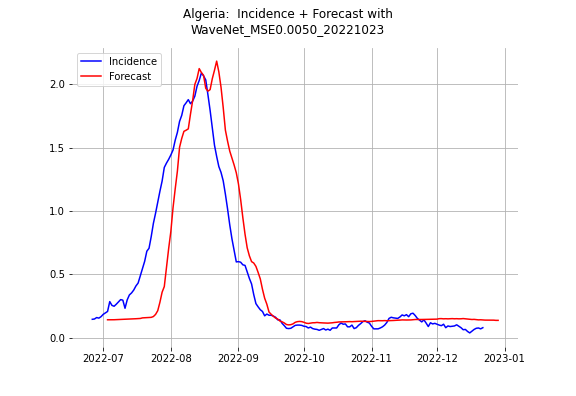 Algeria:  Incidence + Forecast with
WaveNet_MSE0.0050_20221023
Incidence
Forecast
2.0
1.5
1.0
0.5
0.0
2022-07 2022-08 2022-09 2022-10 2022-11 2022-12 2023-01